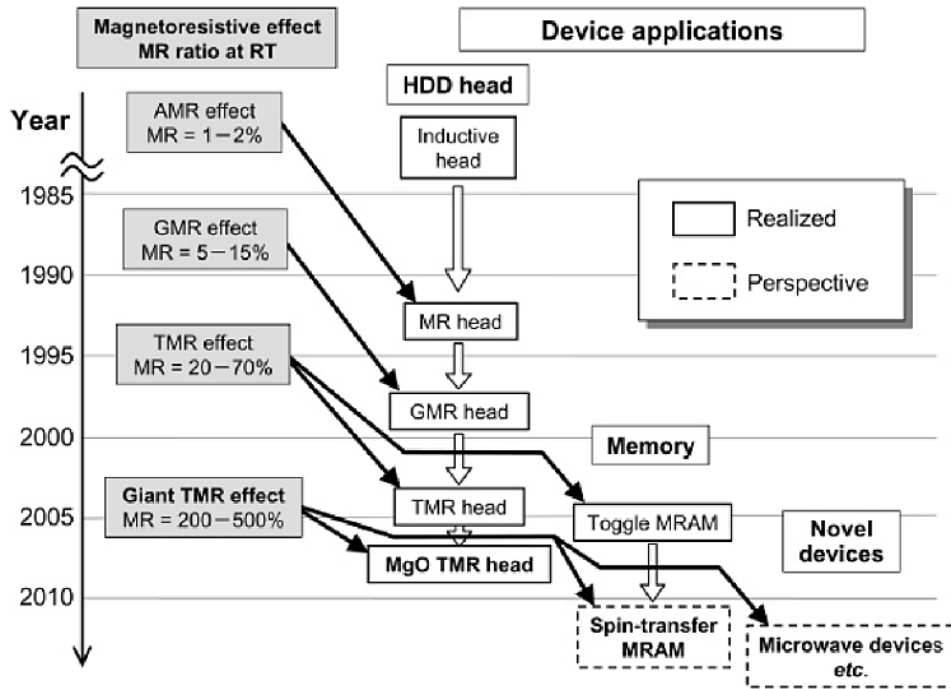 Magnetoresistive effect
MR ratio at RT
Device applications
HDD head
Year
AMR effect
MR = 1−2%
Inductive
head
1985
Realized
GMR effect
MR = 5−15%
Perspective
1990
MR head
TMR effect
MR = 20−70%
1995
GMR head
2000
Memory
Giant TMR effect
MR = 200−500%
TMR head
2005
Toggle MRAM
Novel
devices
MgO TMR head
2010
Spin-transfer
MRAM
Microwave devices
etc.